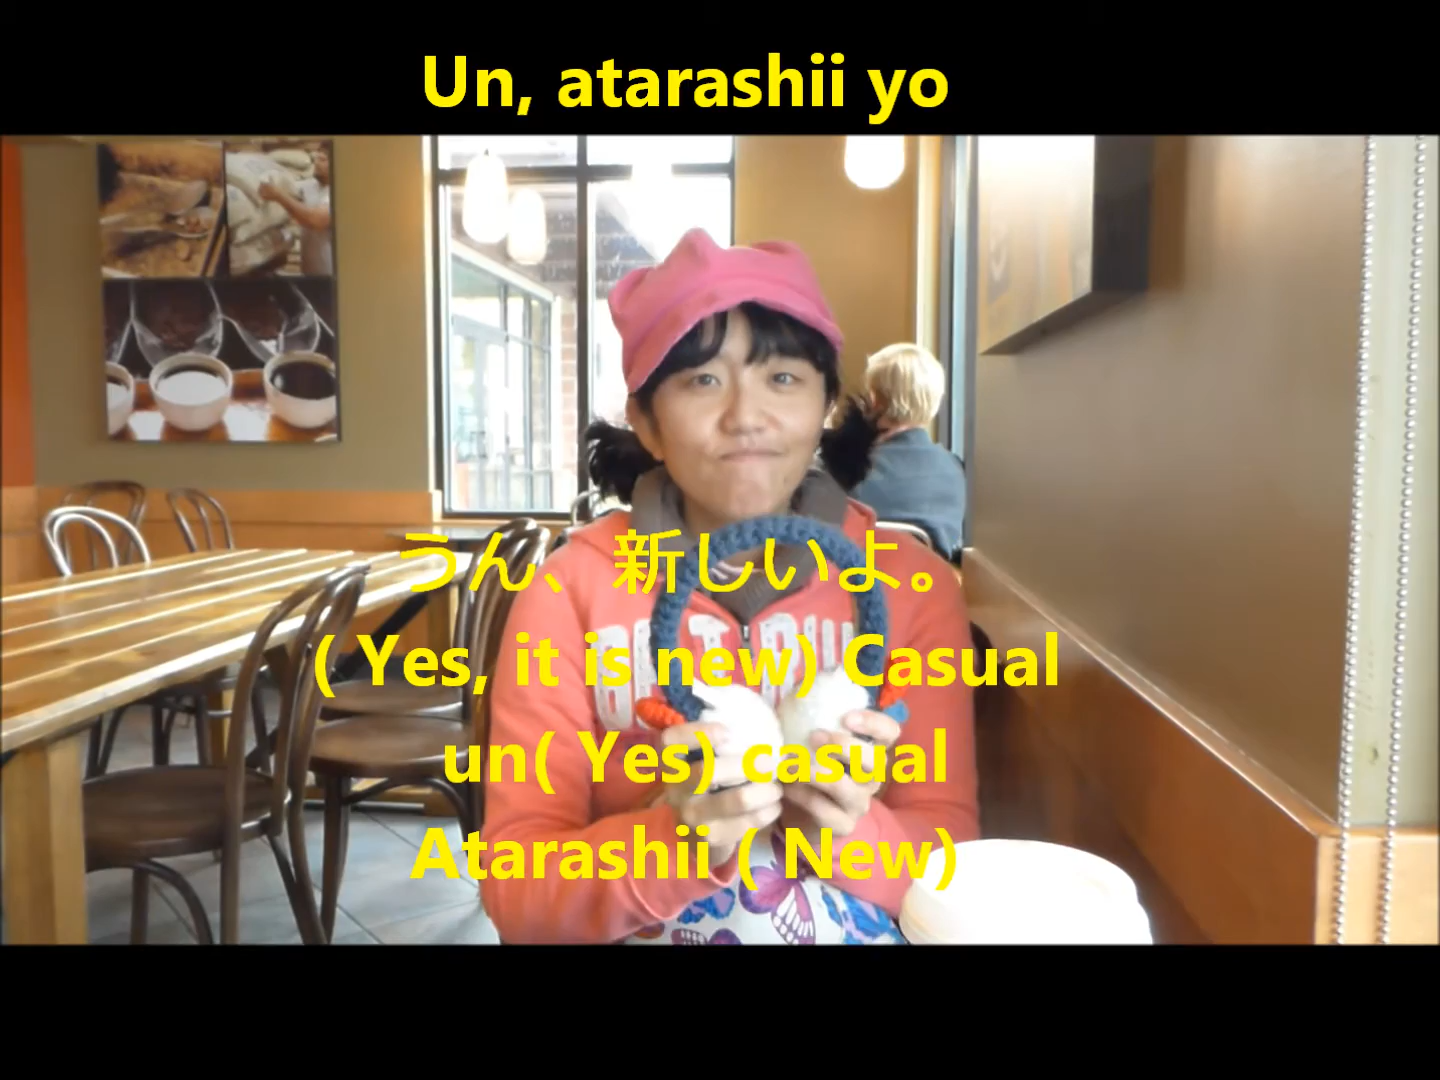 Un, atarashii yo
うん、新しいよ。
( Yes, it is new) Casual
un( Yes) casual
Atarashii ( New)